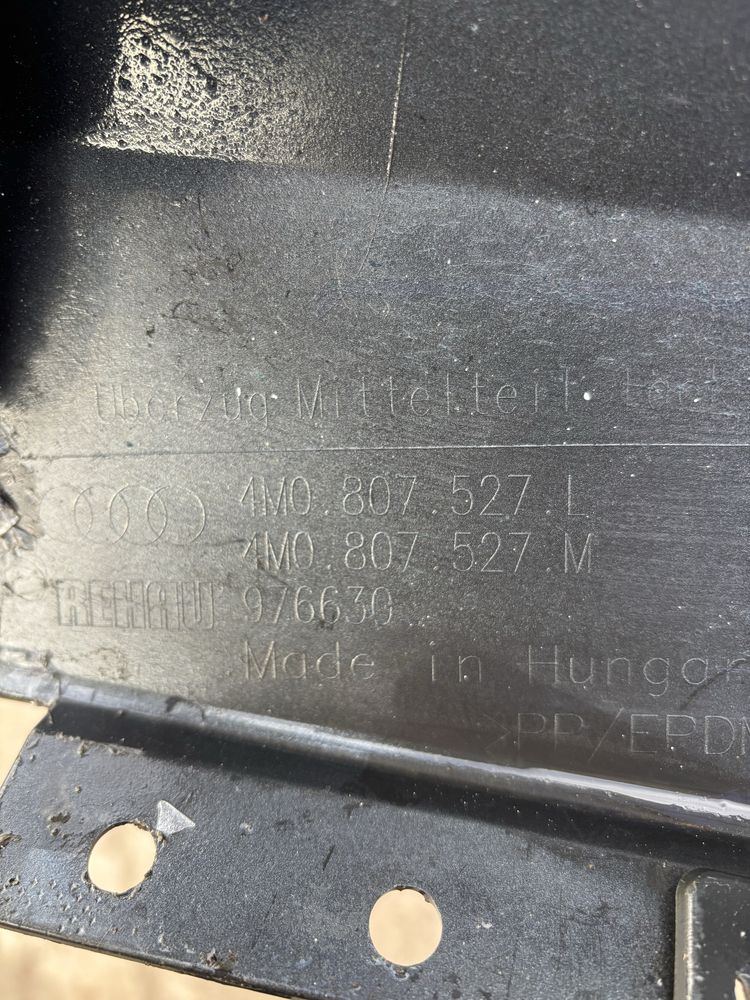 Überzug Mittelteil
4M0.807.527.L
4M0.807.527.M
REHAU 976630
Made in Hungar
>PP/EPDM